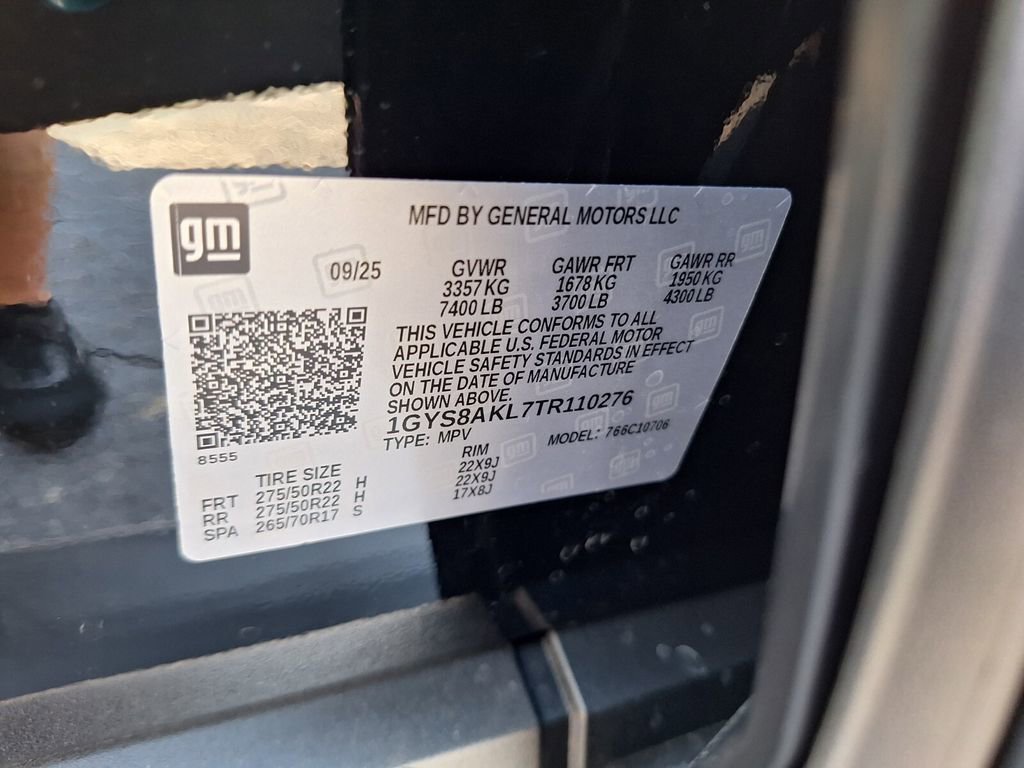 gm
MFD BY GENERAL MOTORS LLC
09/25
GVWR GAWR FRT GAWR RR
3357 KG 1678 KG 1950 KG
7400 LB 3700 LB 4300 LB
THIS VEHICLE CONFORMS TO ALL
APPLICABLE U.S. FEDERAL MOTOR
VEHICLE SAFETY STANDARDS IN EFFECT
ON THE DATE OF MANUFACTURE
SHOWN ABOVE.
1GYS8AKL7TR110276
TYPE: MPV MODEL: 766C10706
8555
TIRE SIZE RIM
FRT 275/50R22 H 22X9J
RR 275/50R22 H 22X9J
SPA 265/70R17 S 17X8J